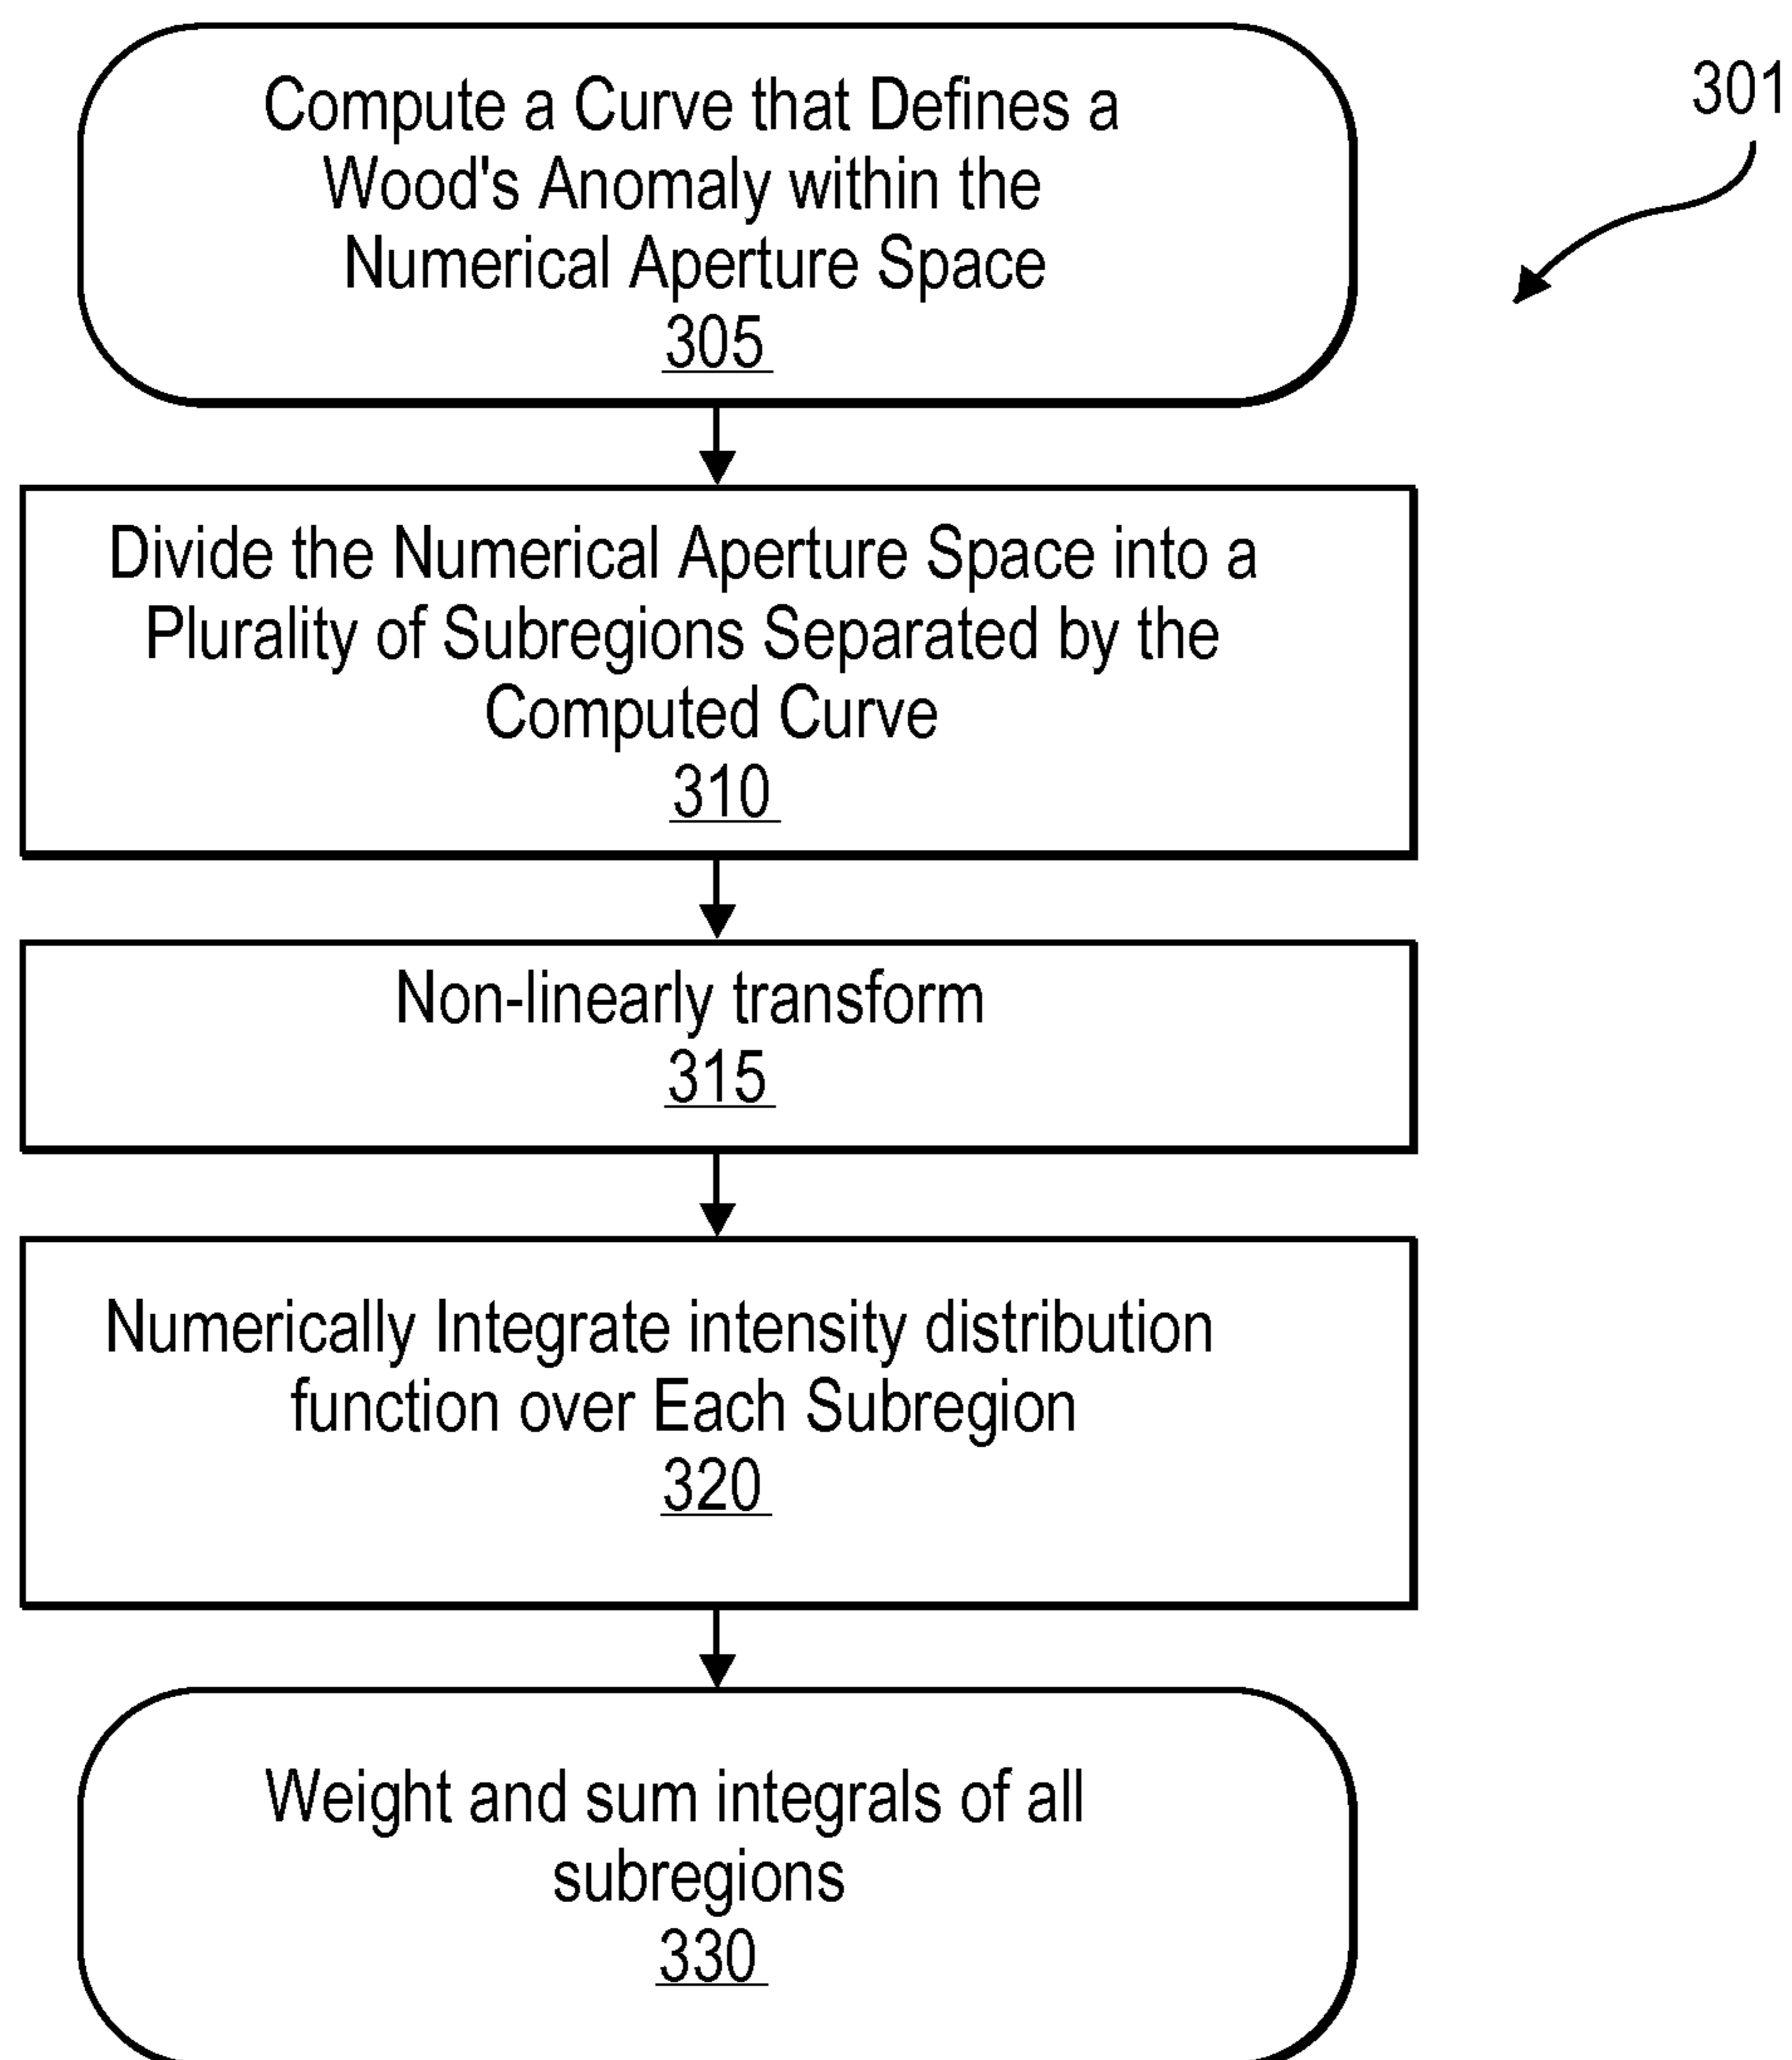 301
Compute a Curve that Defines a
Wood's Anomaly within the
Numerical Aperture Space
305
Divide the Numerical Aperture Space into a
Plurality of Subregions Separated by the
Computed Curve
310
Non-linearly transform
315
Numerically Integrate intensity distribution
function over Each Subregion
320
Weight and sum integrals of all
subregions
330